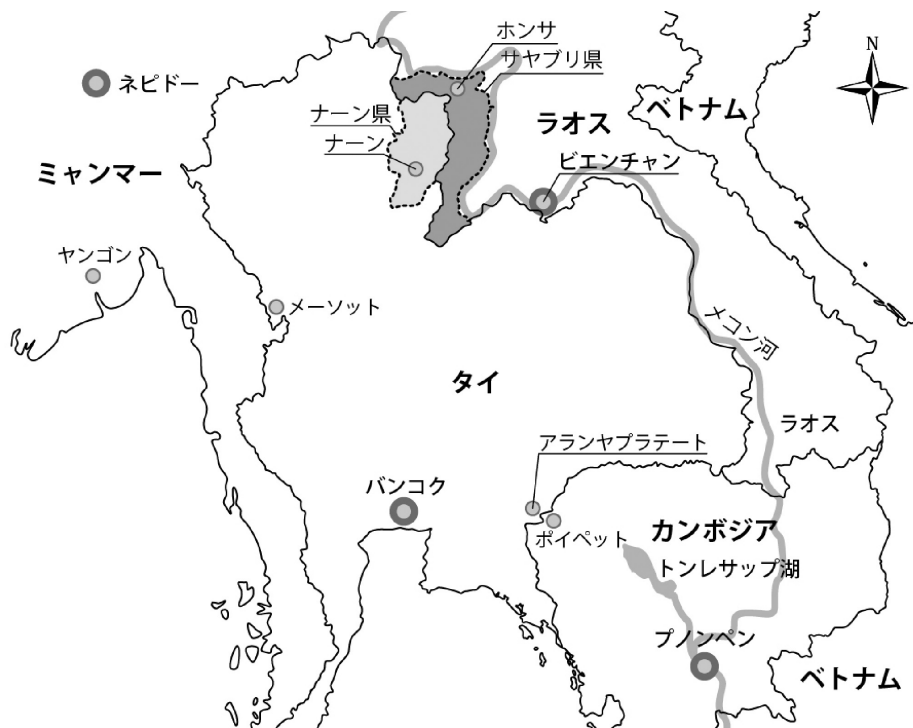 ホンサ
サヤブリ県
N
ネピドー
ベトナム
ナーン県
ラオス
ナーン
ビエンチャン
ミャンマー
ヤンゴン
メーソット
メコン河
タイ
ラオス
アランヤプラテート
バンコク
カンボジア
ポイペット
トンレサップ湖
プノンペン
ベトナム